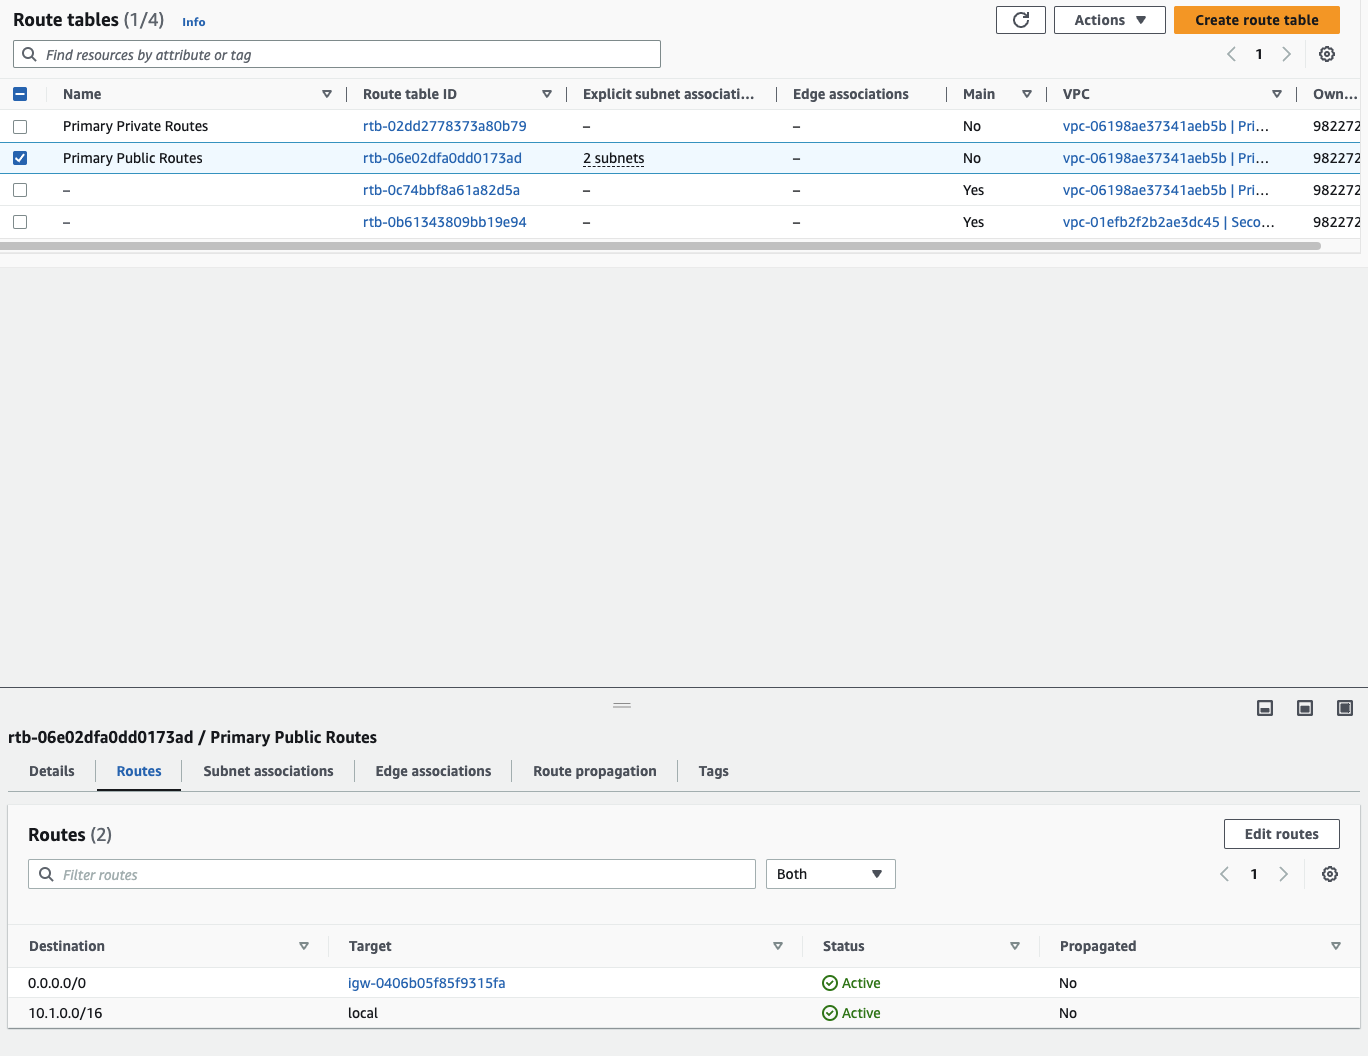 Route tables (1/4) Info
Actions Create route table
Find resources by attribute or tag
1
Name Route table ID Explicit subnet associati... Edge associations Main VPC Own...
Primary Private Routes rtb-02dd2778373a80b79 – – No vpc-06198ae37341aeb5b | Pri... 982272
Primary Public Routes rtb-06e02dfa0dd0173ad 2 subnets – No vpc-06198ae37341aeb5b | Pri... 982272
– rtb-0c74bbf8a61a82d5a – – Yes vpc-06198ae37341aeb5b | Pri... 982272
– rtb-0b61343809bb19e94 – – Yes vpc-01efb2f2b2ae3dc45 | Seco... 982272
rtb-06e02dfa0dd0173ad / Primary Public Routes
Details Routes Subnet associations Edge associations Route propagation Tags
Routes (2)
Edit routes
Filter routes Both 1
Destination Target Status Propagated
0.0.0.0/0 igw-0406b05f85f9315fa Active No
10.1.0.0/16 local Active No